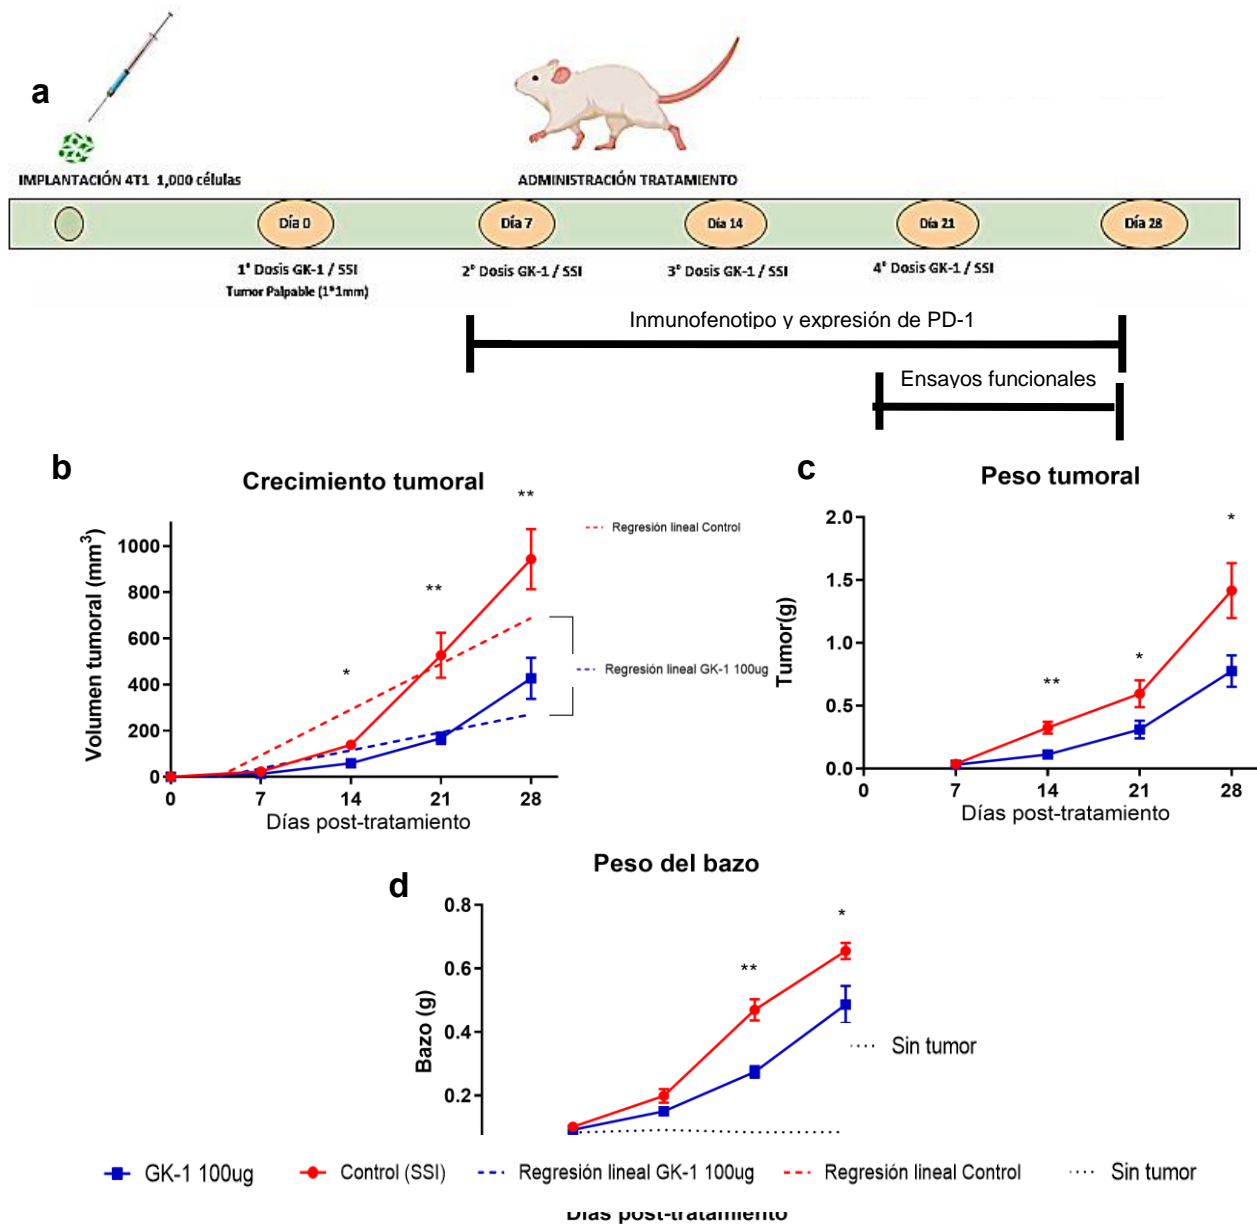 a
IMPLANTACIÓN 4T1 1,000 células
ADMINISTRACIÓN TRATAMIENTO
Día 0
Día 7
Día 14
Día 21
Día 28
1° Dosis GK-1 / SSI
Tumor Palpable (1*1mm)
2° Dosis GK-1 / SSI
3° Dosis GK-1 / SSI
4° Dosis GK-1 / SSI
Inmunofenotipo y expresión de PD-1
Ensayos funcionales
b
Crecimiento tumoral
Volumen tumoral (mm³)
1000
800
600
400
200
0
*
**
**
0 7 14 21 28
Días post-tratamiento
Regresión lineal Control
Regresión lineal GK-1 100ug
c
Peso tumoral
Tumor(g)
2.0
1.5
1.0
0.5
0.0
**
*
*
0 7 14 21 28
Días post-tratamiento
d
Peso del bazo
Bazo (g)
0.8
0.6
0.4
0.2
**
*
Sin tumor
GK-1 100ug Control (SSI) Regresión lineal GK-1 100ug Regresión lineal Control Sin tumor
Días post-tratamiento